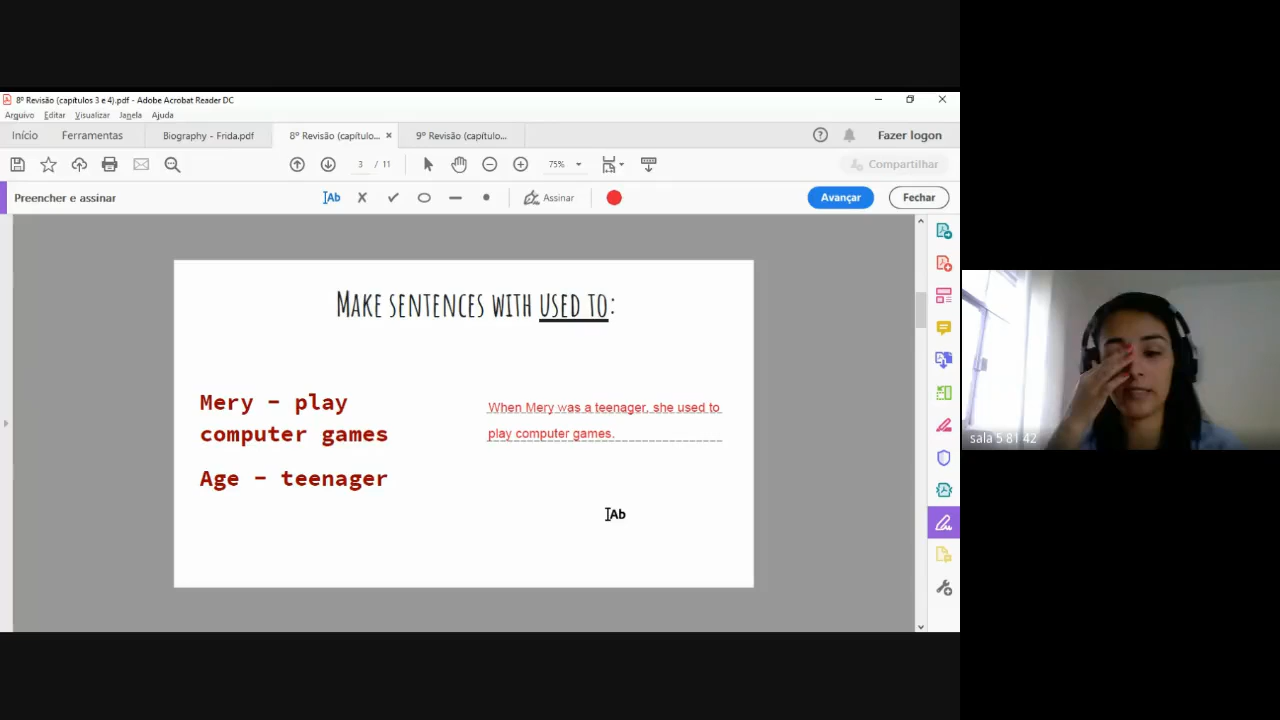 8º Revisão (capítulos 3 e 4).pdf - Adobe Acrobat Reader DC
Arquivo Editar Visualizar Janela Ajuda
Início Ferramentas Biography - Frida.pdf 8º Revisão (capítulo... × 9º Revisão (capítulo... Fazer logon
3 / 11 75% Compartilhar
Preencher e assinar IAb Assinar Avançar Fechar
MAKE SENTENCES WITH USED TO:
Mery - play
computer games
Age - teenager
When Mery was a teenager, she used to
play computer games.
IAb
sala 5 81 42